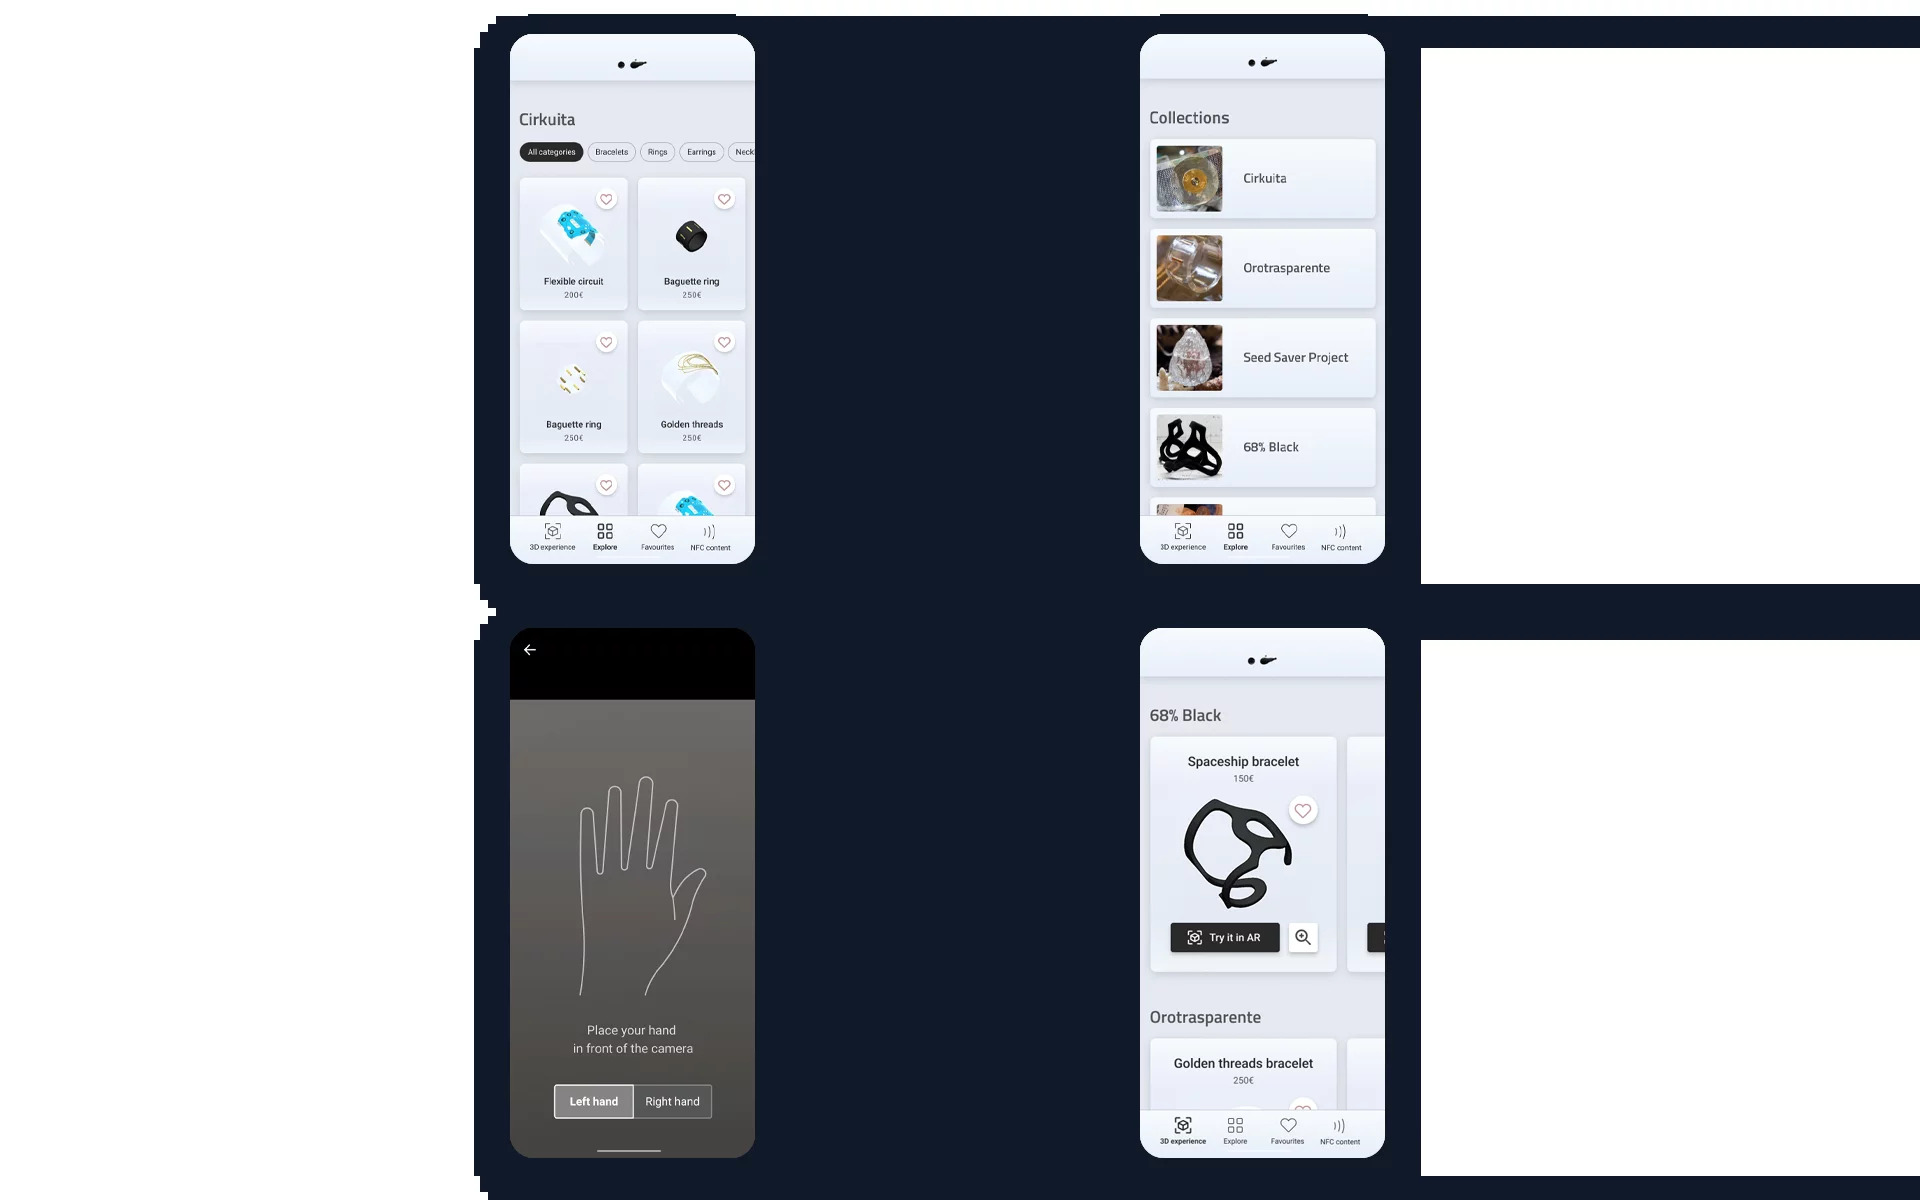 Cirkuita
All categories
Bracelets
Rings
Earrings
Flexible circuit
200€
Baguette ring
250€
Baguette ring
250€
Golden threads
250€
3D experience
Explore
Favourites
NFC content
Collections
Cirkuita
Orotrasparente
Seed Saver Project
68% Black
3D experience
Explore
Favourites
NFC content
Place your hand
in front of the camera
Left hand
Right hand
68% Black
Spaceship bracelet
150€
Try it in AR
Orotrasparente
Golden threads bracelet
250€
3D experience
Explore
Favourites
NFC content